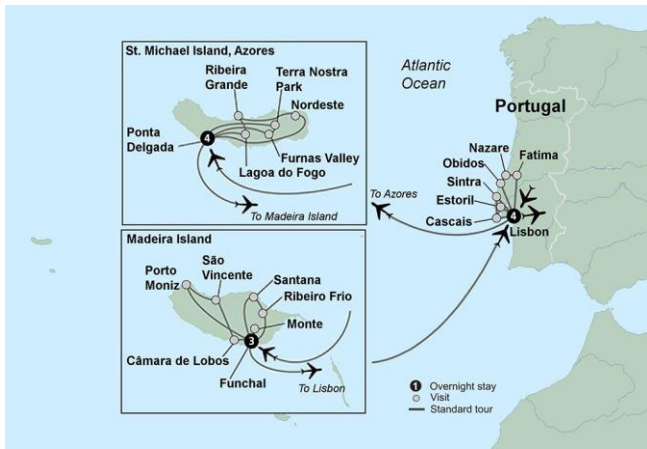 St. Michael Island, Azores
Ribeira
Grande
Terra Nostra
Park
Nordeste
Ponta
Delgada
4
Furnas Valley
Lagoa do Fogo
To Madeira Island
Atlantic
Ocean
Portugal
Nazare
Fatima
Obidos
Sintra
Estoril
Cascais
4
Lisbon
To Azores
Madeira Island
Porto
Moniz
São
Vincente
Santana
Ribeiro Frio
Monte
Câmara de Lobos
3
Funchal
To Lisbon
1 Overnight stay
Visit
Standard tour